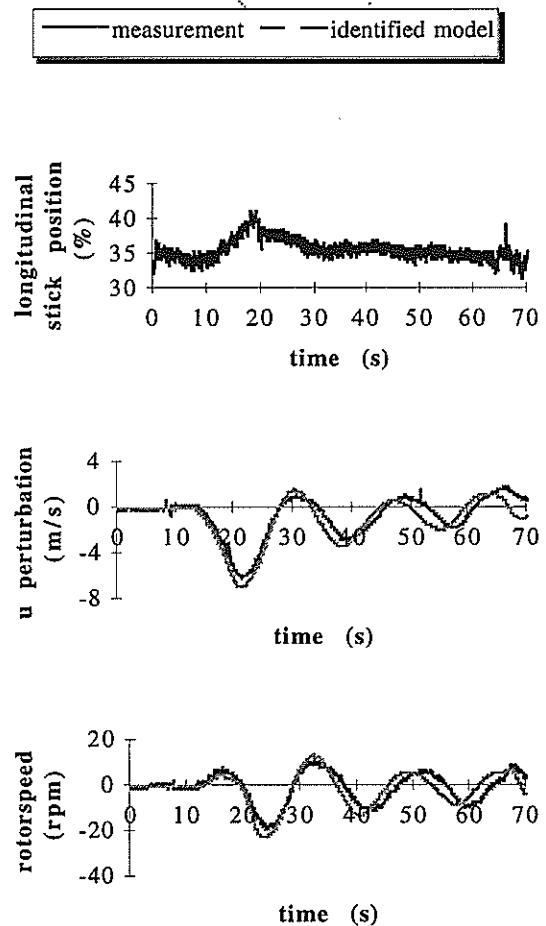 measurement identified model
longitudinal
stick position
(%)
45
40
35
30
0 10 20 30 40 50 60 70
time (s)
u perturbation
(m/s)
4
0
-4
-8
0 10 20 30 40 50 60 70
time (s)
rotorspeed
(rpm)
20
0
-20
-40
0 10 20 30 40 50 60 70
time (s)